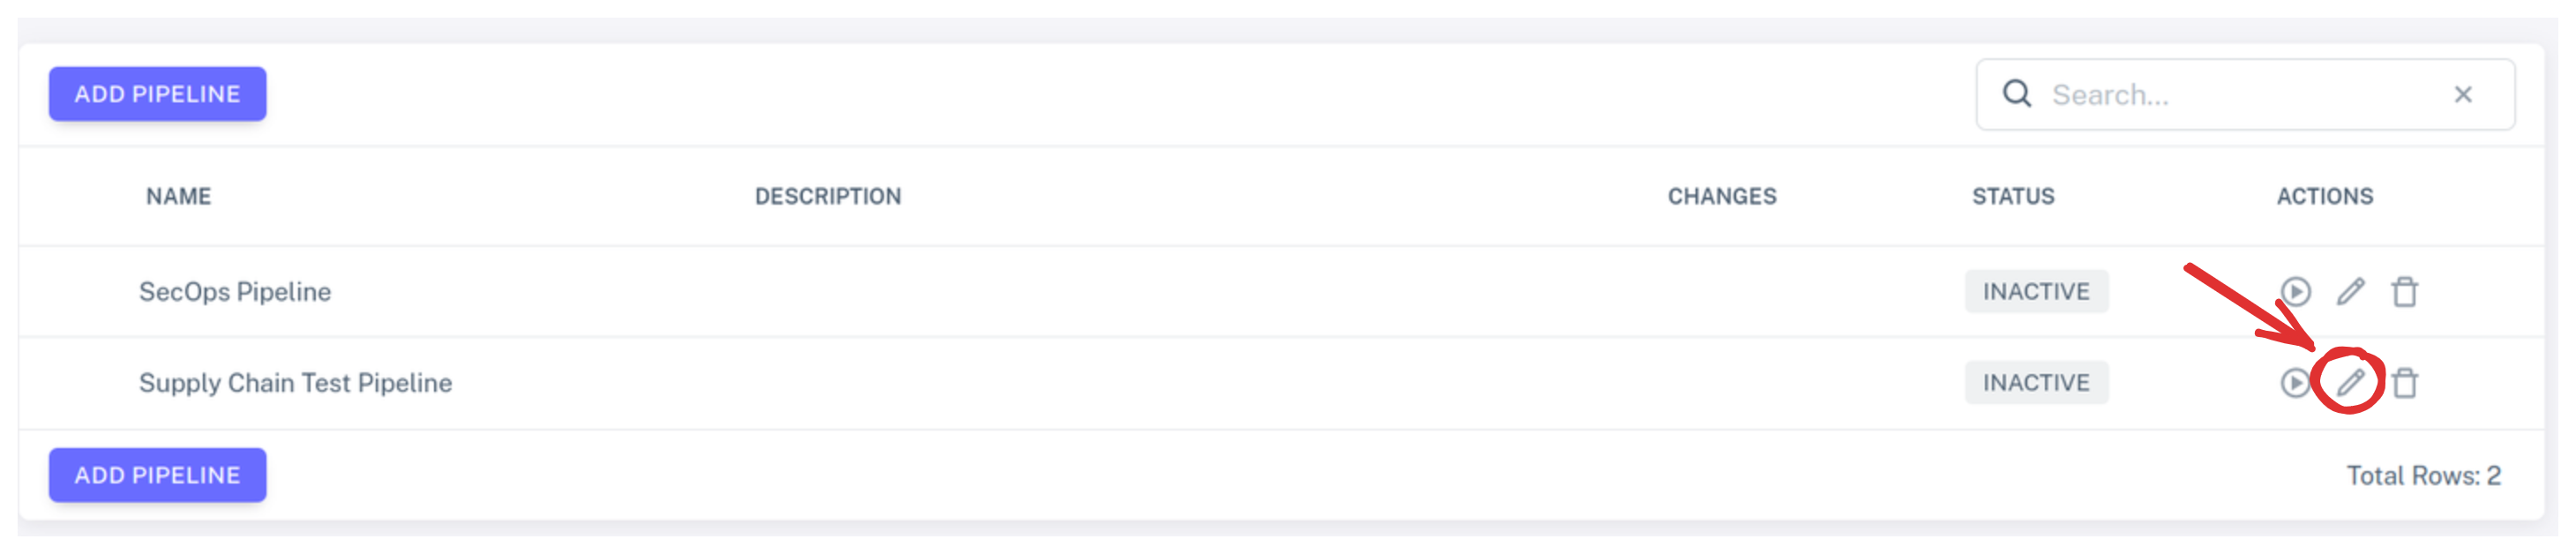 ADD PIPELINE
Search...
NAME DESCRIPTION CHANGES STATUS ACTIONS
SecOps Pipeline INACTIVE
Supply Chain Test Pipeline INACTIVE
ADD PIPELINE Total Rows: 2